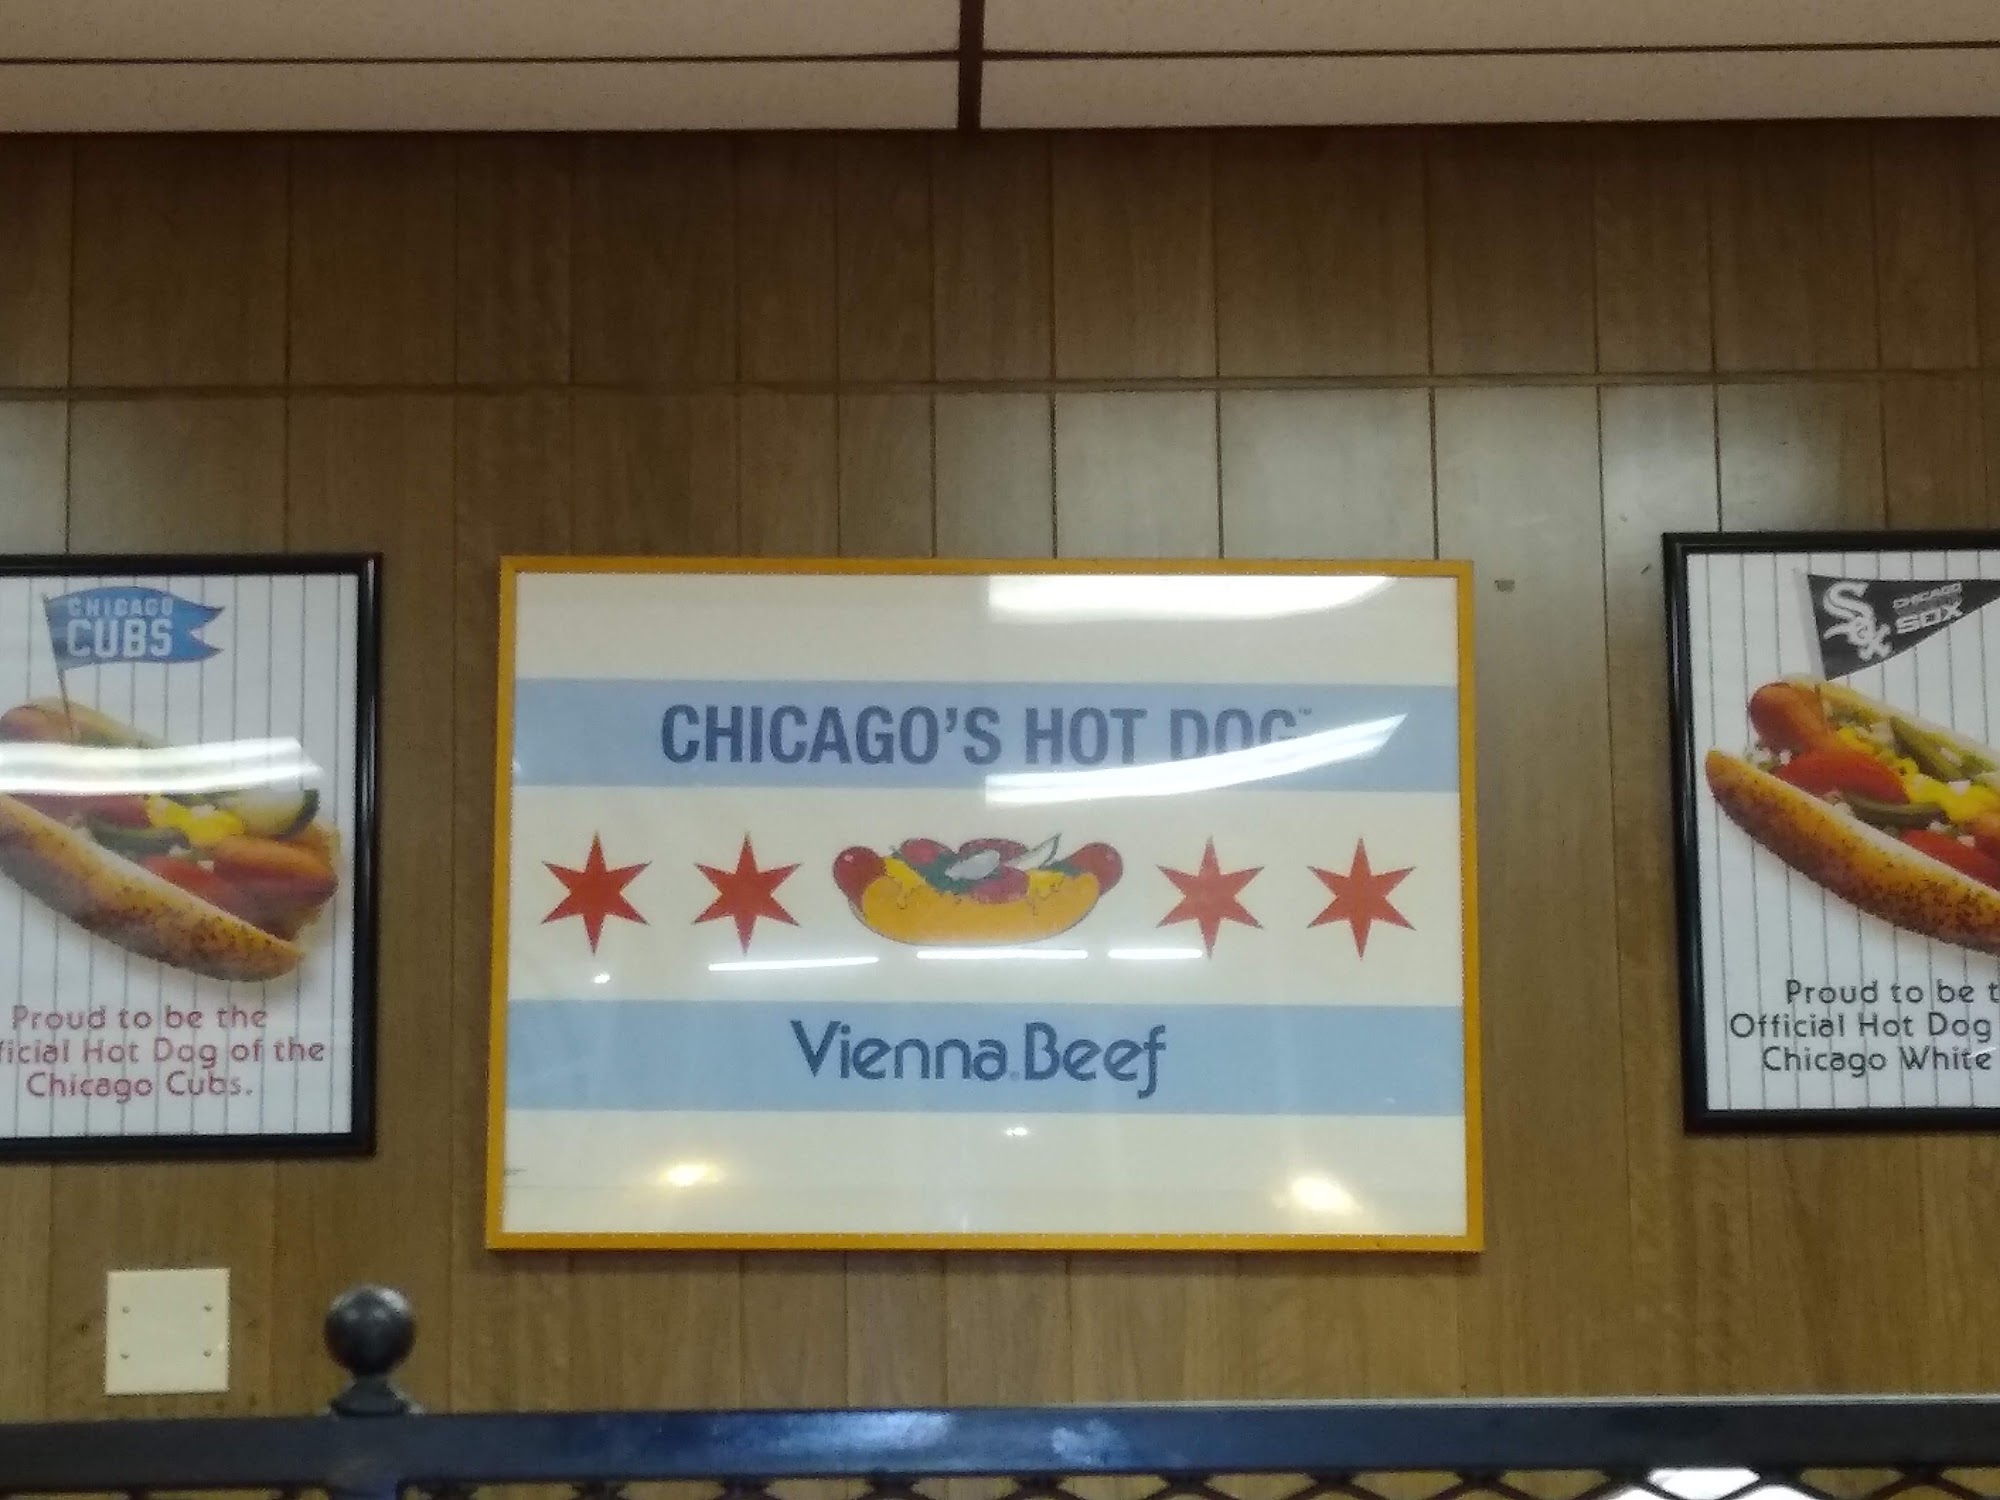 CHICAGO
CUBS
Proud to be the
ficial Hot Dog of the
Chicago Cubs.
CHICAGO'S HOT DOG™
Vienna® Beef
Sox
CHICAGO
SOX
Proud to be t
Official Hot Dog
Chicago White